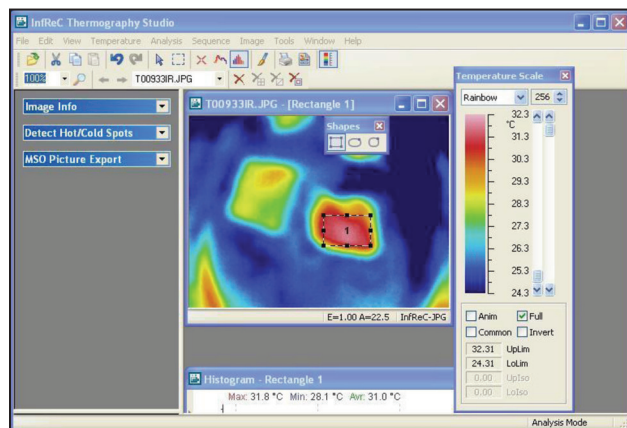 InfReC Thermography Studio
File Edit View Temperature Analysis Sequence Image Tools Window Help
100% T00933IR.JPG
Image Info
Detect Hot/Cold Spots
MSO Picture Export
T00933IR.JPG - [Rectangle 1]
Shapes
1
E=1.00 A=22.5 InfReC-JPG
Histogram - Rectangle 1
Max: 31.8 °C Min: 28.1 °C Avr: 31.0 °C
Temperature Scale
Rainbow 256
32.3
°C
31.3
30.3
29.3
28.3
27.3
26.3
25.3
24.3
Anim Full
Common Invert
32.31 UpLim
24.31 LoLim
0.00 UpIso
0.00 LoIso
Analysis Mode